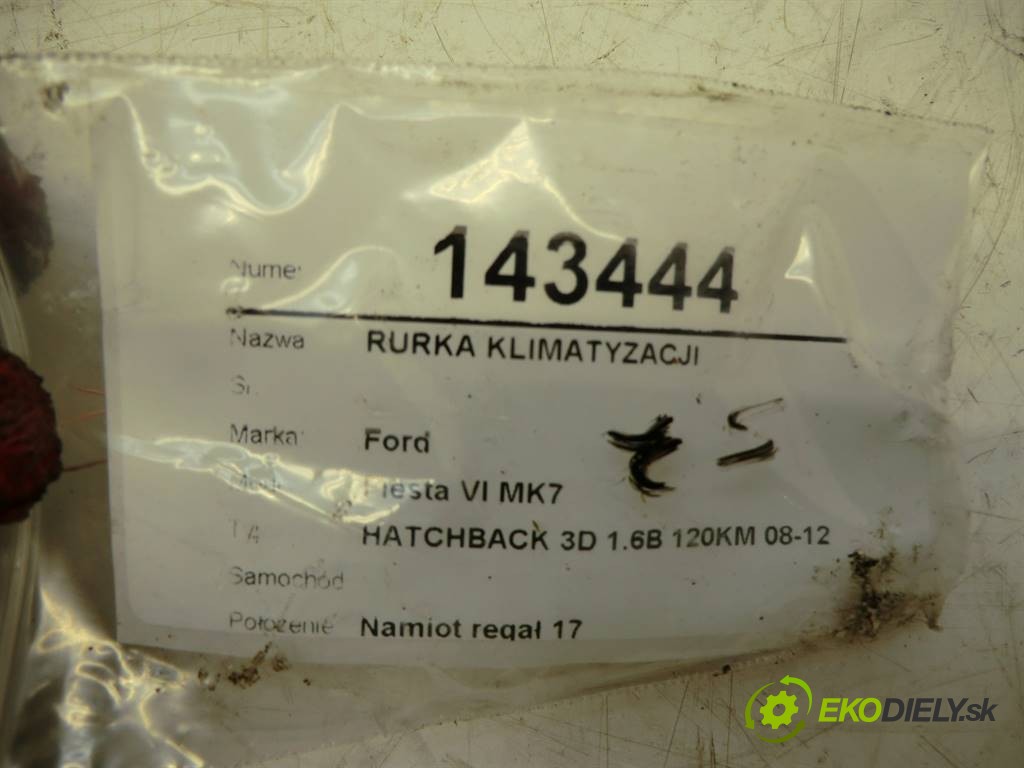 Numer 143444
Nazwa RURKA KLIMATYZACJI
Marka Ford
Fiesta VI MK7
HATCHBACK 3D 1.6B 120KM 08-12
Samochód
Położenie Namiot regał 17
EKODIELY.sk